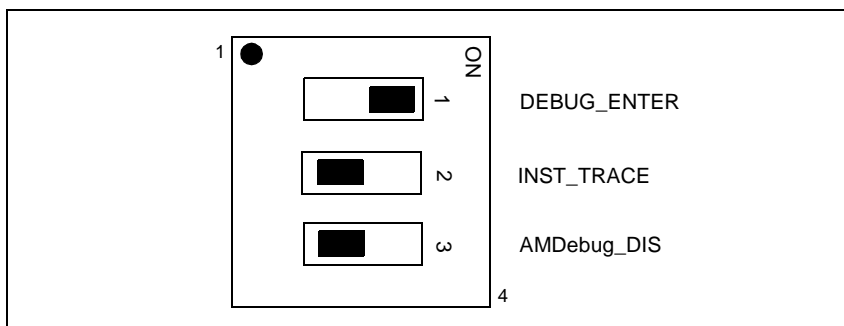 1
ON
1 DEBUG_ENTER
2 INST_TRACE
3 AMDebug_DIS
4